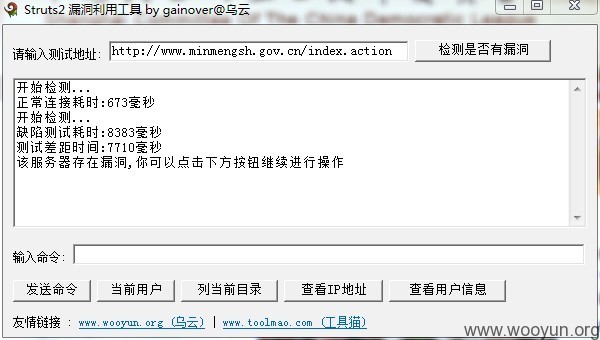 Struts2 漏洞利用工具 by gainover@乌云
请输入测试地址: http://www.minmengsh.gov.cn/index.action 检测是否有漏洞
开始检测...
正常连接耗时:673毫秒
开始检测...
缺陷测试耗时:8383毫秒
测试差距时间:7710毫秒
该服务器存在漏洞,你可以点击下方按钮继续进行操作
输入命令:
发送命令 当前用户 列当前目录 查看IP地址 查看用户信息
友情链接 : www.wooyun.org (乌云) | www.toolmao.com (工具猫)
www.wooyun.org